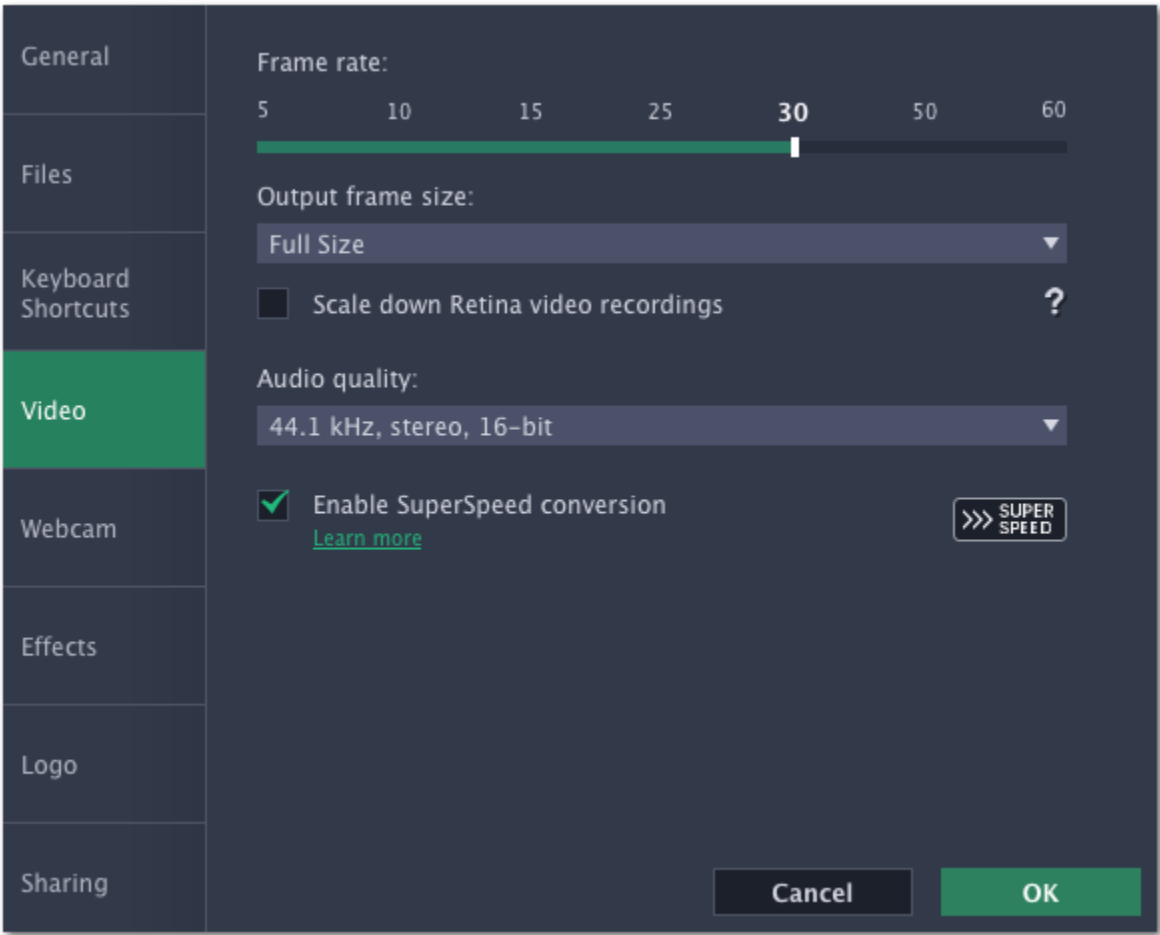 General
Files
Keyboard
Shortcuts
Video
Webcam
Effects
Logo
Sharing
Frame rate:
5 10 15 25 30 50 60
Output frame size:
Full Size
Scale down Retina video recordings ?
Audio quality:
44.1 kHz, stereo, 16-bit
Enable SuperSpeed conversion
Learn more
SUPER
SPEED
Cancel OK